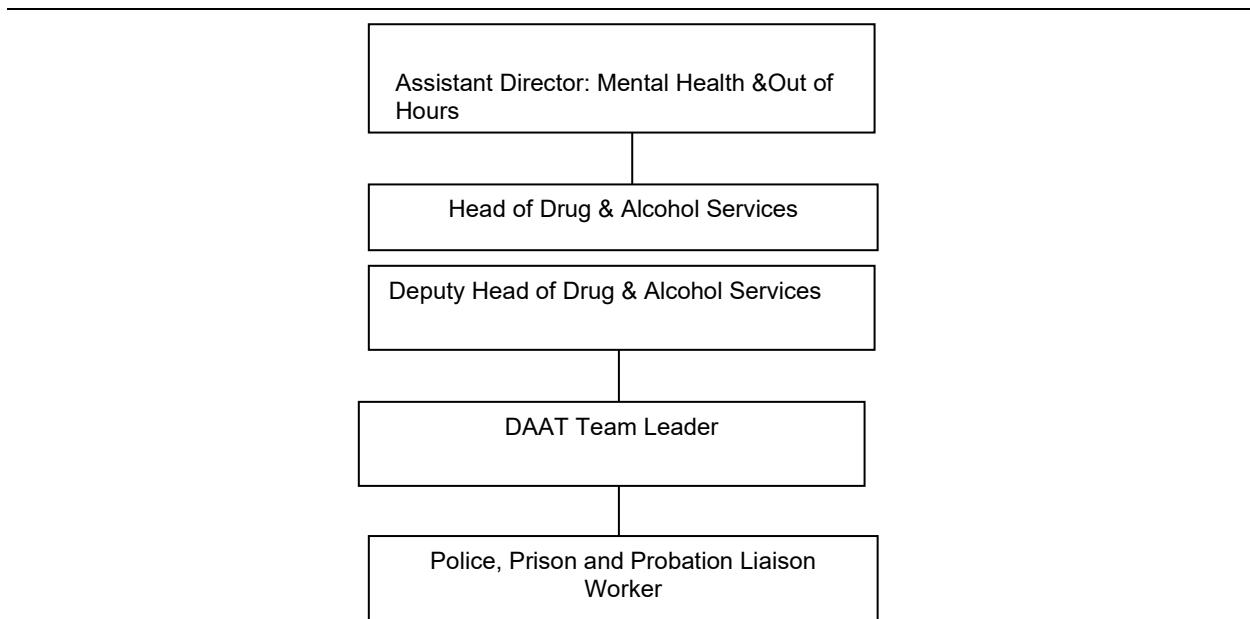 Assistant Director: Mental Health &Out of
Hours
Head of Drug & Alcohol Services
Deputy Head of Drug & Alcohol Services
DAAT Team Leader
Police, Prison and Probation Liaison
Worker